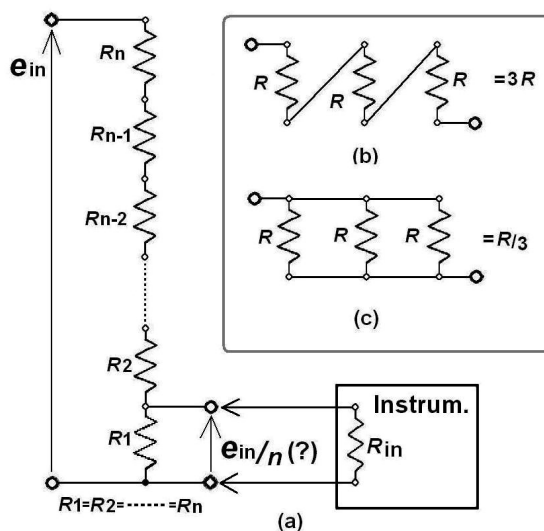 ein
Rn
Rn-1
Rn-2
R2
R1
ein/n(?)
R1=R2=--------=Rn
(a)
Instrum.
Rin
R
R
R
=3R
(b)
R
R
R
=R/3
(c)